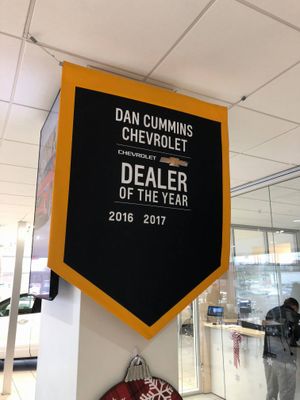 DAN CUMMINS
CHEVROLET
CHEVROLET
DEALER
OF THE YEAR
2016 2017